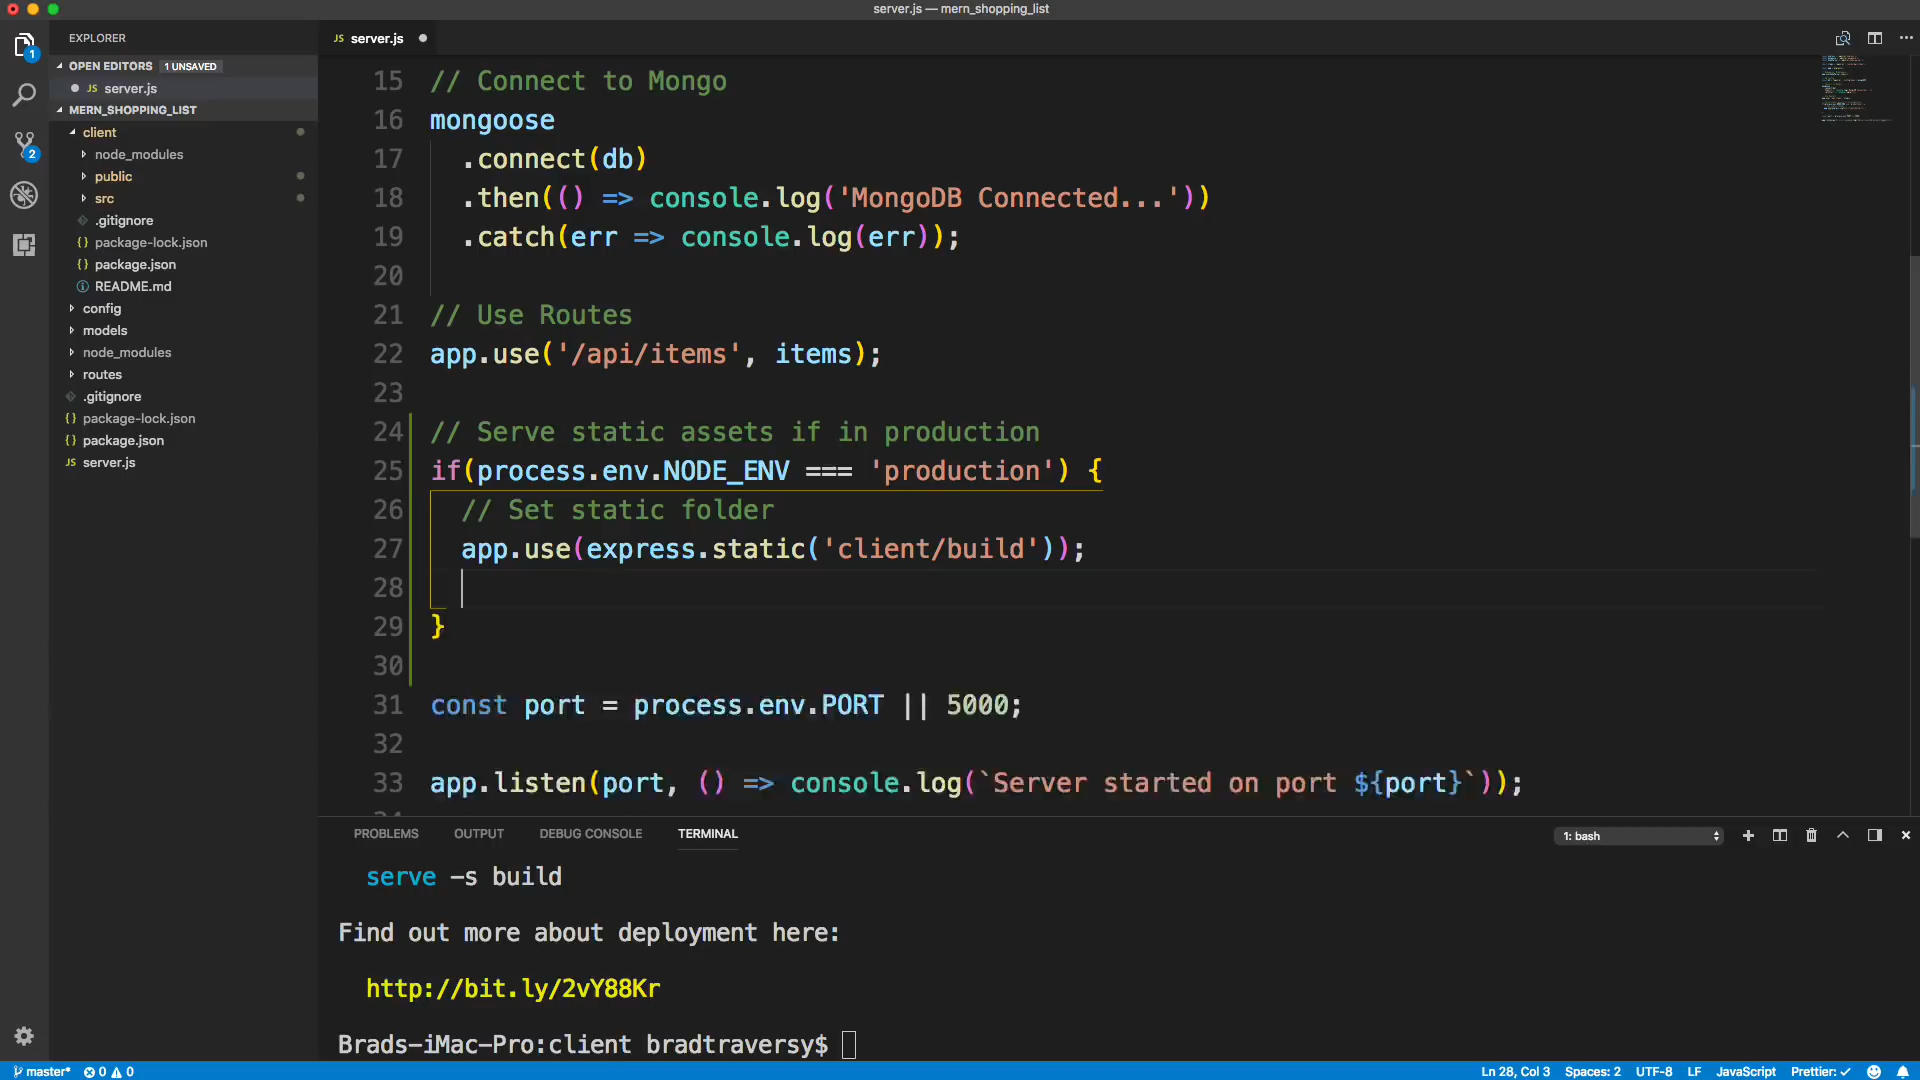 server.js — mern_shopping_list
EXPLORER
OPEN EDITORS 1 UNSAVED
JS server.js
MERN_SHOPPING_LIST
client
node_modules
public
src
.gitignore
{} package-lock.json
{} package.json
README.md
config
models
node_modules
routes
.gitignore
{} package-lock.json
{} package.json
JS server.js
1
2
JS server.js
15 // Connect to Mongo
16 mongoose
17 .connect(db)
18 .then(() => console.log('MongoDB Connected...'))
19 .catch(err => console.log(err));
20
21 // Use Routes
22 app.use('/api/items', items);
23
24 // Serve static assets if in production
25 if(process.env.NODE_ENV === 'production') {
26 // Set static folder
27 app.use(express.static('client/build'));
28
29 }
30
31 const port = process.env.PORT || 5000;
32
33 app.listen(port, () => console.log(`Server started on port ${port}`));
PROBLEMS OUTPUT DEBUG CONSOLE TERMINAL 1: bash
serve -s build
Find out more about deployment here:
http://bit.ly/2vY88Kr
Brads-iMac-Pro:client bradtraversy$
master* 0 0 Ln 28, Col 3 Spaces: 2 UTF-8 LF JavaScript Prettier: ✓